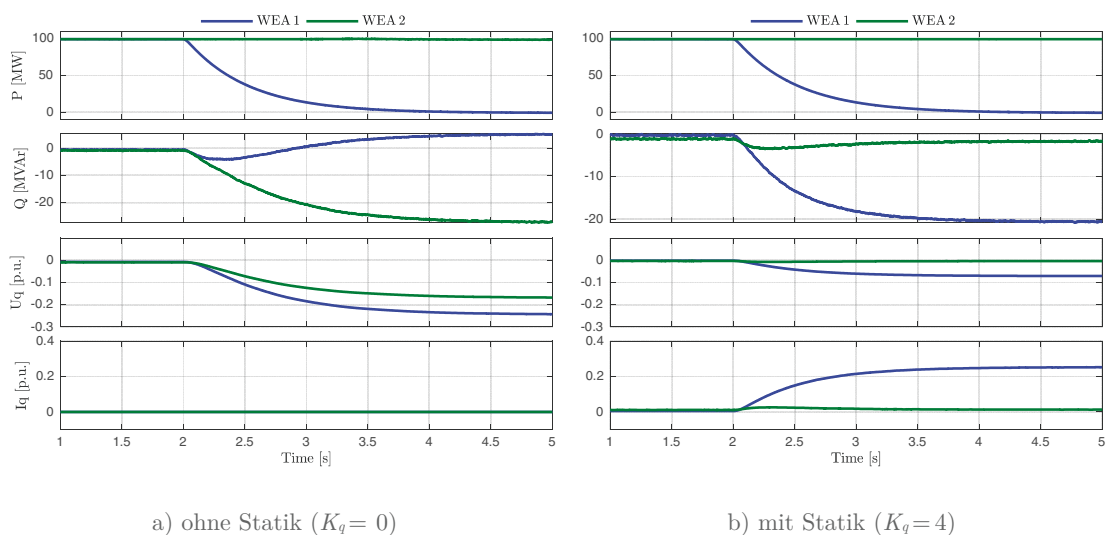 WEA 1 WEA 2
100
50
0
P [MW]
0
-10
-20
Q [MVAr]
0
-0.1
-0.2
-0.3
Uq [p.u.]
0.4
0.2
0
Iq [p.u.]
1 1.5 2 2.5 3 3.5 4 4.5 5
Time [s]
a) ohne Statik (Kq = 0)
WEA 1 WEA 2
100
50
0
0
-10
-20
0
-0.1
-0.2
-0.3
0.4
0.2
0
1 1.5 2 2.5 3 3.5 4 4.5 5
Time [s]
b) mit Statik (Kq = 4)